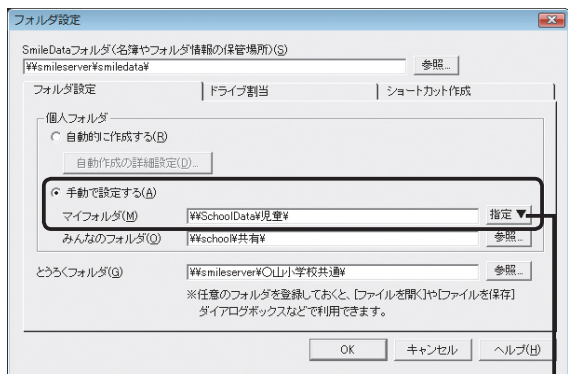 フォルダ設定
SmileDataフォルダ(名簿やフォルダ情報の保管場所)(S)
¥¥smileserver¥smiledata¥ 参照...
フォルダ設定 ドライブ割当 ショートカット作成
個人フォルダ
自動的に作成する(R)
自動作成の詳細設定(D)...
手動で設定する(A)
マイフォルダ(M) ¥¥SchoolData¥児童¥ 指定▼
みんなのフォルダ(O) ¥¥school¥共有¥ 参照...
とうろくフォルダ(G) ¥¥smileserver¥○山小学校共通¥ 参照...
※任意のフォルダを登録しておくと、[ファイルを開く]や[ファイルを保存]
ダイアログボックスなどで利用できます。
OK キャンセル ヘルプ(H)